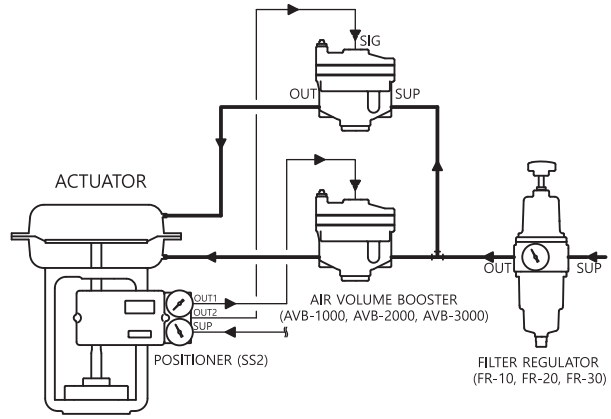 SIG
OUT
SUP
ACTUATOR
OUT
SUP
OUT1
OUT2
SUP
AIR VOLUME BOOSTER
(AVB-1000, AVB-2000, AVB-3000)
POSITIONER (SS2)
FILTER REGULATOR
(FR-10, FR-20, FR-30)